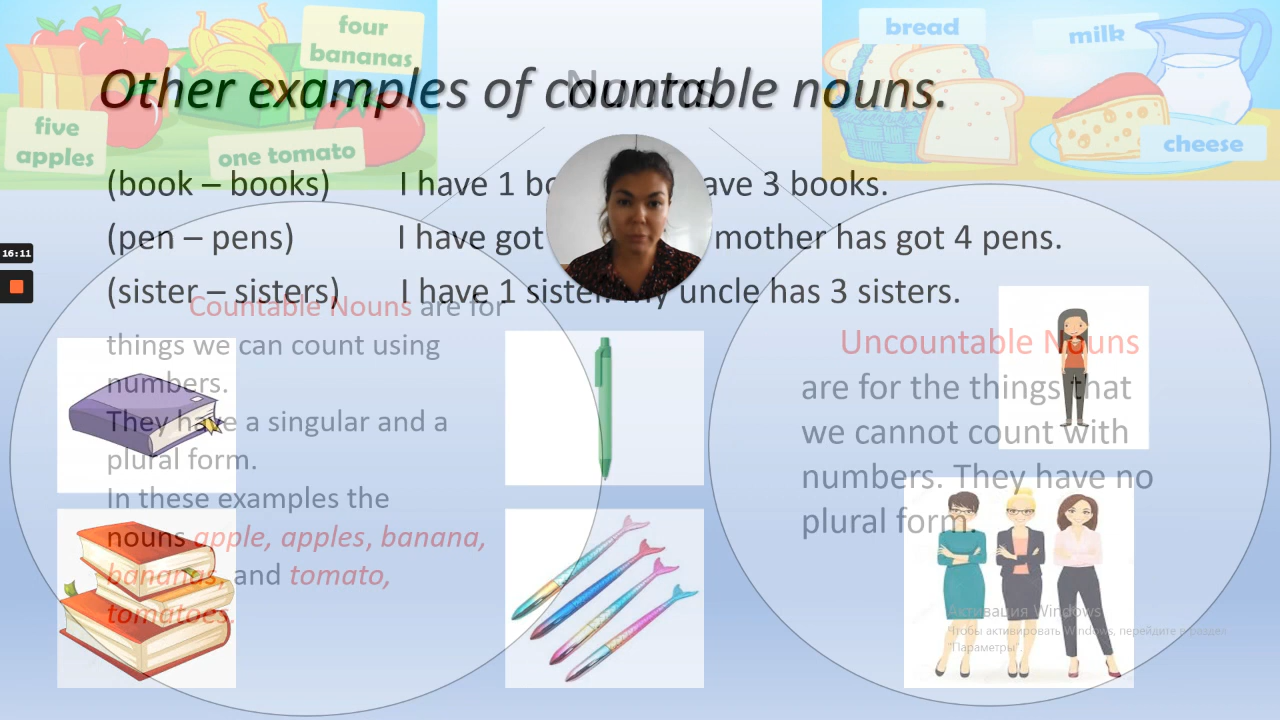 four
bananas
five
apples
one tomato
bread
milk
cheese
Nouns
Other examples of countable nouns.
(book – books) I have 1 ave 3 books.
(pen – pens) I have got mother has got 4 pens.
(sister – sisters) I have 1 sister. My uncle has 3 sisters.
16:11
Countable Nouns are for
things we can count using
numbers.
They have a singular and a
plural form.
In these examples the
nouns apple, apples, banana,
bananas, and tomato,
tomatoes.
Uncountable Nouns
are for the things that
we cannot count with
numbers. They have no
plural form.
Активация Windows
Чтобы активировать Windows, перейдите в раздел
"Параметры".